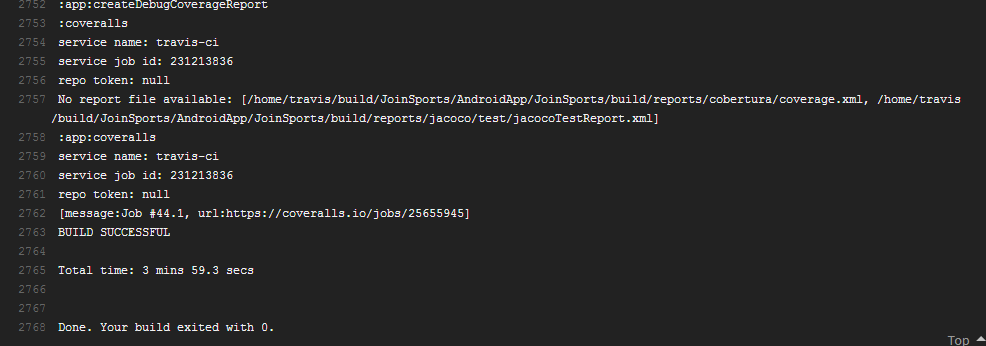 2752 :app:createDebugCoverageReport
2753 :coveralls
2754 service name: travis-ci
2755 service job id: 231213836
2756 repo token: null
2757 No report file available: [/home/travis/build/JoinSports/AndroidApp/JoinSports/build/reports/cobertura/coverage.xml, /home/travis
/build/JoinSports/AndroidApp/JoinSports/build/reports/jacoco/test/jacocoTestReport.xml]
2758 :app:coveralls
2759 service name: travis-ci
2760 service job id: 231213836
2761 repo token: null
2762 [message:Job #44.1, url:https://coveralls.io/jobs/25655945]
2763 BUILD SUCCESSFUL
2764
2765 Total time: 3 mins 59.3 secs
2766
2767
2768 Done. Your build exited with 0.
Top